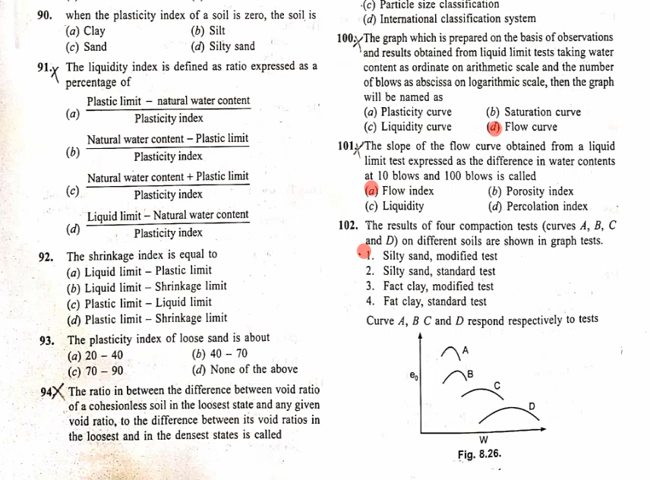 90. when the plasticity index of a soil is zero, the soil is
(a) Clay (b) Silt
(c) Sand (d) Silty sand
91. The liquidity index is defined as ratio expressed as a
percentage of
(a) Plastic limit − natural water content
Plasticity index
(b) Natural water content − Plastic limit
Plasticity index
(c) Natural water content + Plastic limit
Plasticity index
(d) Liquid limit − Natural water content
Plasticity index
92. The shrinkage index is equal to
(a) Liquid limit − Plastic limit
(b) Liquid limit − Shrinkage limit
(c) Plastic limit − Liquid limit
(d) Plastic limit − Shrinkage limit
93. The plasticity index of loose sand is about
(a) 20 − 40 (b) 40 − 70
(c) 70 − 90 (d) None of the above
94. The ratio in between the difference between void ratio
of a cohesionless soil in the loosest state and any given
void ratio, to the difference between its void ratios in
the loosest and in the densest states is called
(c) Particle size classification
(d) International classification system
100. The graph which is prepared on the basis of observations
and results obtained from liquid limit tests taking water
content as ordinate on arithmetic scale and the number
of blows as abscissa on logarithmic scale, then the graph
will be named as
(a) Plasticity curve (b) Saturation curve
(c) Liquidity curve (d) Flow curve
101. The slope of the flow curve obtained from a liquid
limit test expressed as the difference in water contents
at 10 blows and 100 blows is called
(a) Flow index (b) Porosity index
(c) Liquidity (d) Percolation index
102. The results of four compaction tests (curves A, B, C
and D) on different soils are shown in graph tests.
1. Silty sand, modified test
2. Silty sand, standard test
3. Fact clay, modified test
4. Fat clay, standard test
Curve A, B C and D respond respectively to tests
A
B
C
D
W
Fig. 8.26.